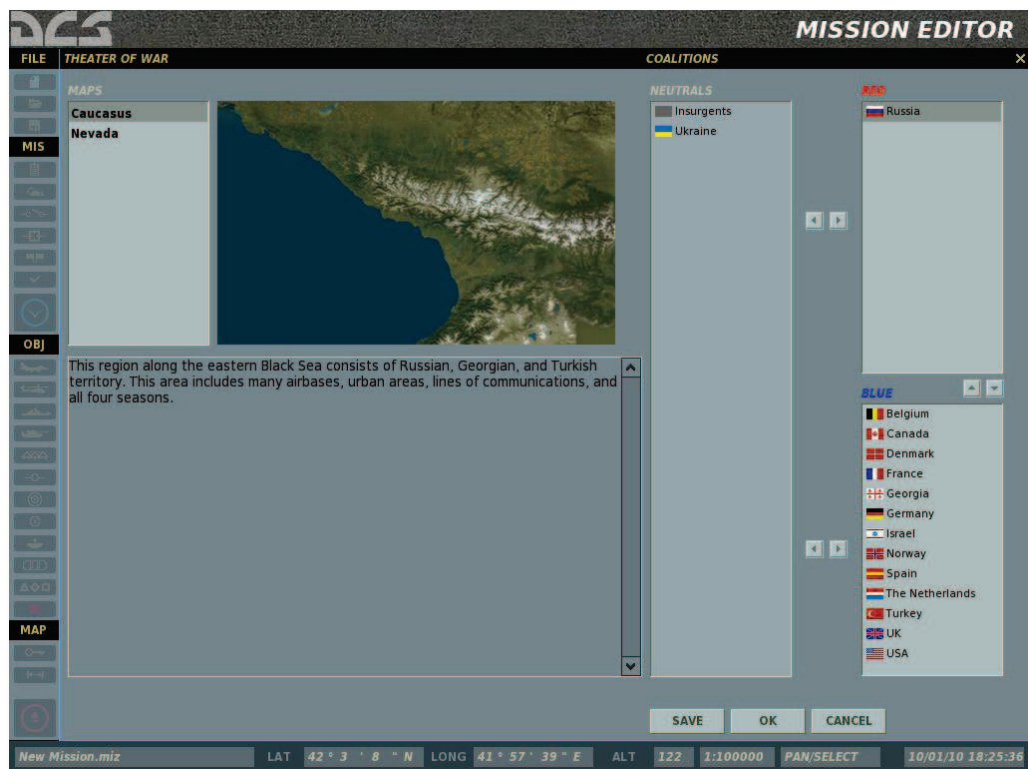 DCS
MISSION EDITOR
FILE
THEATER OF WAR
COALITIONS
MAPS
Caucasus
Nevada
NEUTRALS
Insurgents
Ukraine
RED
Russia
MIS
OBJ
This region along the eastern Black Sea consists of Russian, Georgian, and Turkish
territory. This area includes many airbases, urban areas, lines of communications, and
all four seasons.
BLUE
Belgium
Canada
Denmark
France
Georgia
Germany
Israel
Norway
Spain
The Netherlands
Turkey
UK
USA
MAP
SAVE
OK
CANCEL
New Mission.miz
LAT 42 ° 3 ' 8 " N LONG 41 ° 57 ' 39 " E ALT 122 1:100000 PAN/SELECT 10/01/10 18:25:36